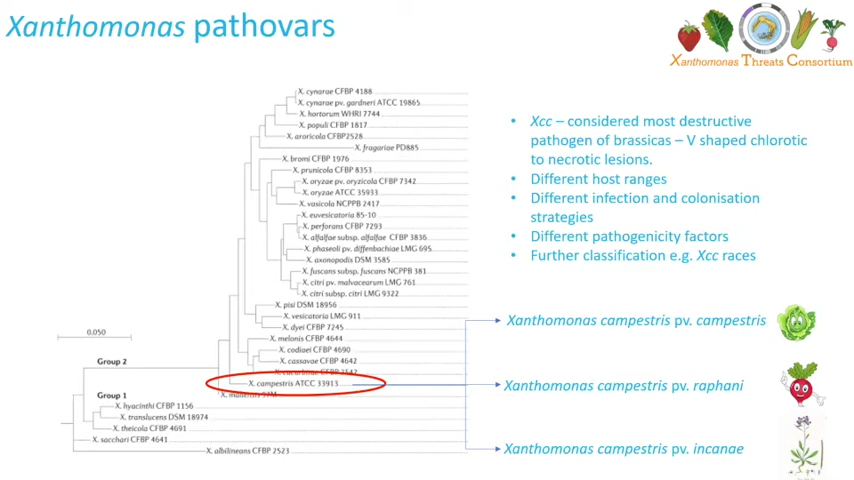 Xanthomonas pathovars
Xanthomonas Threats Consortium
X. cynarae CFBP 4188
X. cynarae pv. gardneri ATCC 19865
X. hortorum WHRI 7744
X. populi CFBP 1817
X. aroricola CFBP2528
X. fragariae PD885
X. bromi CFBP 1976
X. prunicola CFBP 8353
X. oryzae pv. oryzicola CFBP 7342
X. oryzae ATCC 35933
X. vasicola NCPPB 2417
X. euvesicatoria 85-10
X. perforans CFBP 7293
X. alfalfae subsp. alfalfae CFBP 3836
X. phaseoli pv. diffenbachiae LMG 695
X. axonopodis DSM 3585
X. fuscans subsp. fuscans NCPPB 381
X. citri pv. malvacearum LMG 761
X. citri subsp. citri LMG 9322
X. pisi DSM 18956
X. vesicatoria LMG 911
X. dyei CFBP 7245
X. melonis CFBP 4644
X. codiaei CFBP 4690
X. cassavae CFBP 4642
X. campestris ATCC 33913
0.050
Group 2
Group 1
X. hyacinthi CFBP 1156
X. translucens DSM 18974
X. theicola CFBP 4691
X. sacchari CFBP 4641
X. albilineans CFBP 2523
• Xcc – considered most destructive
pathogen of brassicas – V shaped chlorotic
to necrotic lesions.
• Different host ranges
• Different infection and colonisation
strategies
• Different pathogenicity factors
• Further classification e.g. Xcc races
Xanthomonas campestris pv. campestris
Xanthomonas campestris pv. raphani
Xanthomonas campestris pv. incanae